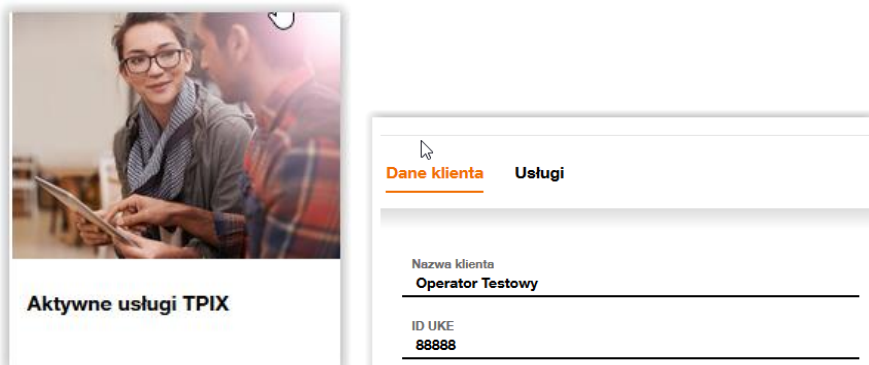 Aktywne usługi TPIX
Dane klienta Usługi
Nazwa klienta
Operator Testowy
ID UKE
88888